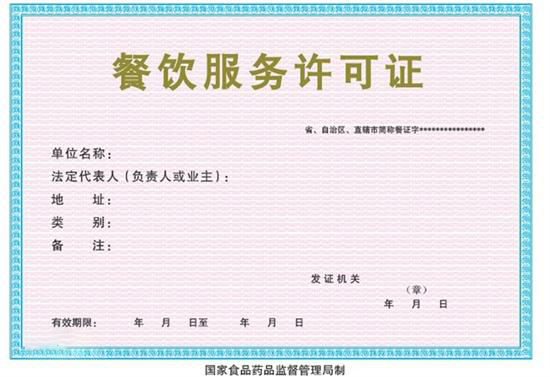 餐饮服务许可证
省、自治区、直辖市简称餐证字****************
单位名称：
法定代表人（负责人或业主）：
地    址：
类    别：
备    注：
发证机关
（章）
年  月  日
有效期限：    年  月  日至    年  月  日
国家食品药品监督管理局制